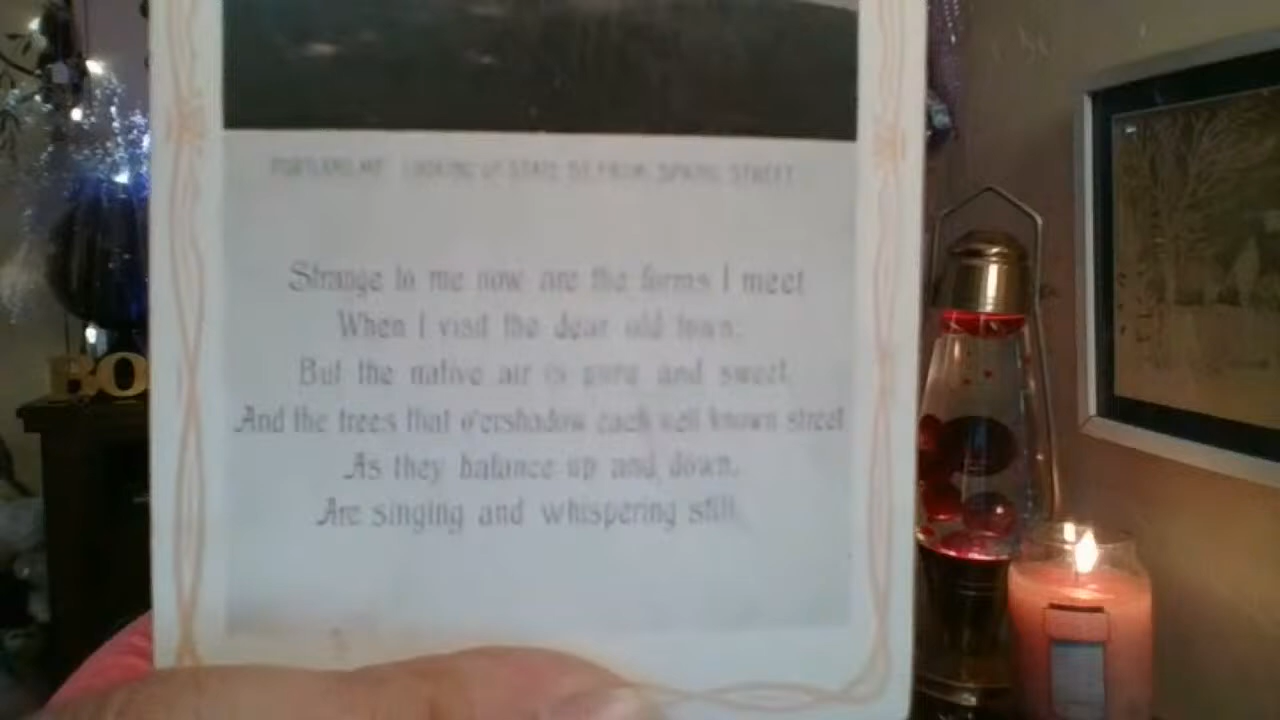 PORTLAND, ME. LOOKING UP STATE ST. FROM SPRING STREET
Strange to me now are the forms I meet
When I visit the dear old town;
But the native air is pure and sweet,
And the trees that o'ershadow each well known street
As they balance up and down,
Are singing and whispering still.
BO